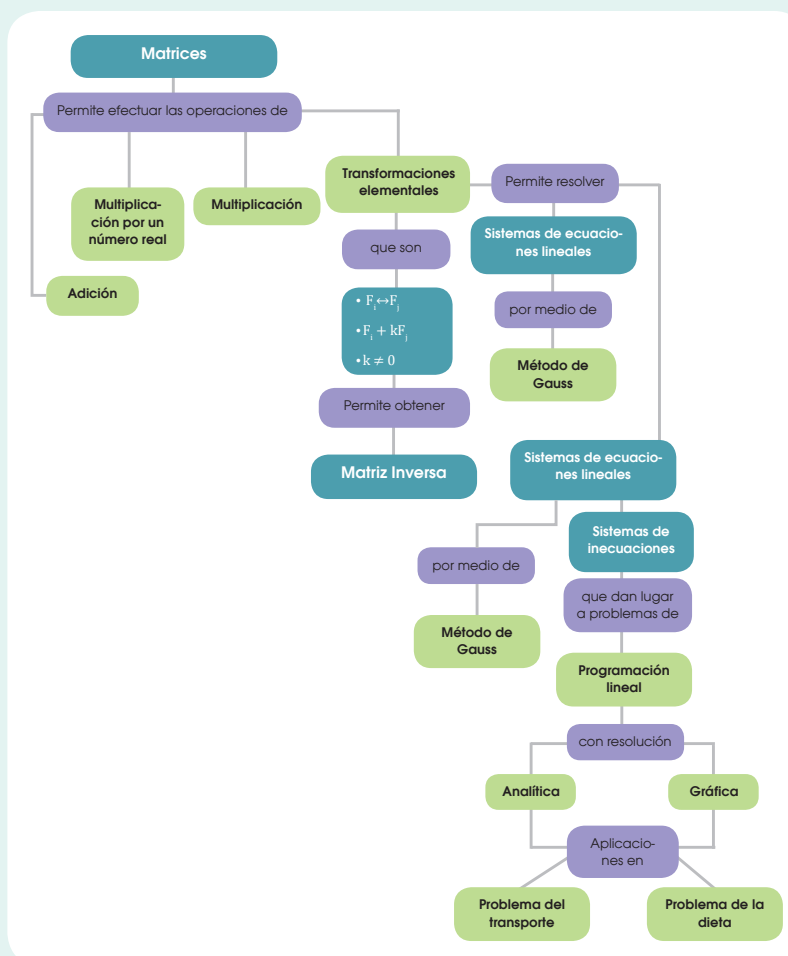 Matrices
Permite efectuar las operaciones de
Multiplica-
ción por un
número real
Multiplicación
Adición
Transformaciones
elementales
que son
• Fᵢ↔Fⱼ
• Fᵢ + kFⱼ
• k ≠ 0
Permite obtener
Matriz Inversa
Permite resolver
Sistemas de ecuacio-
nes lineales
por medio de
Método de
Gauss
Sistemas de ecuacio-
nes lineales
por medio de
Método de
Gauss
Sistemas de
inecuaciones
que dan lugar
a problemas de
Programación
lineal
con resolución
Analítica
Gráfica
Aplicacio-
nes en
Problema del
transporte
Problema de la
dieta